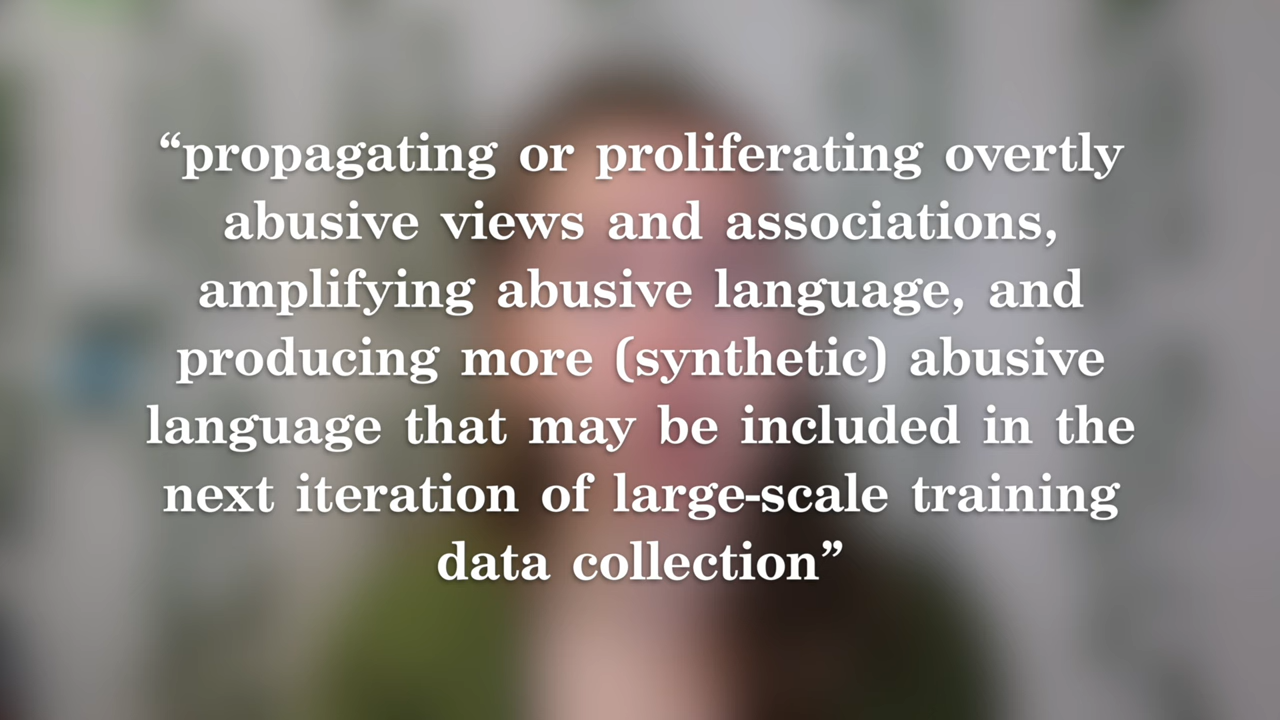 “propagating or proliferating overtly
abusive views and associations,
amplifying abusive language, and
producing more (synthetic) abusive
language that may be included in the
next iteration of large-scale training
data collection”